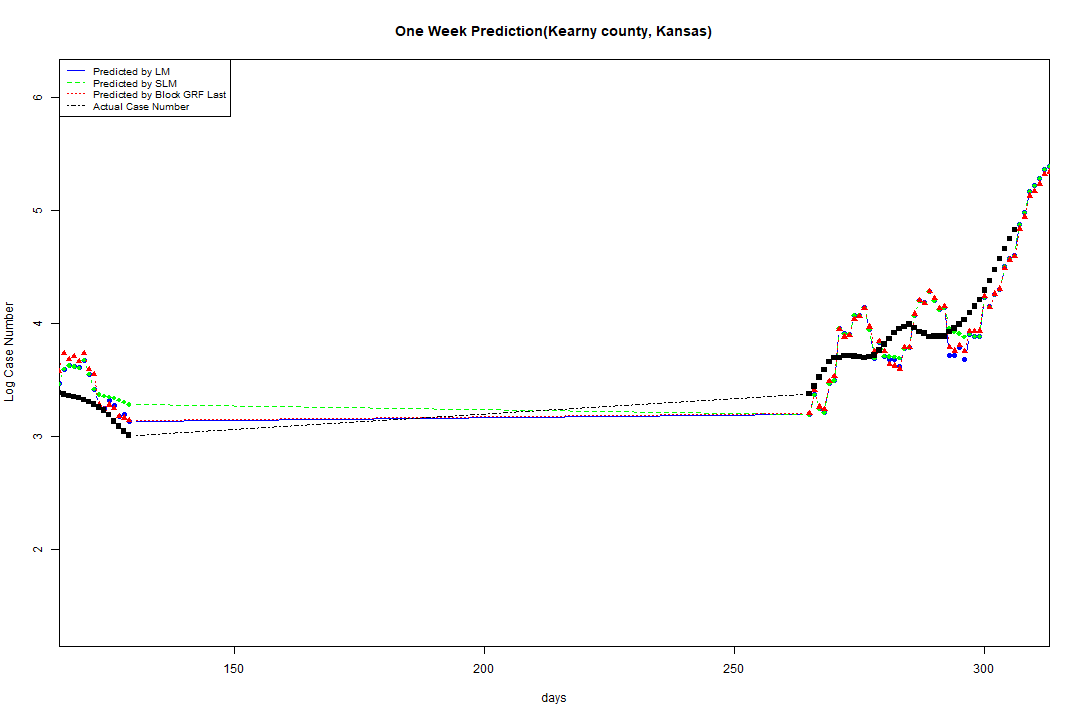 One Week Prediction(Kearny county, Kansas)
Predicted by LM
Predicted by SLM
Predicted by Block GRF Last
Actual Case Number
6
5
4
3
2
Log Case Number
150
200
250
300
days